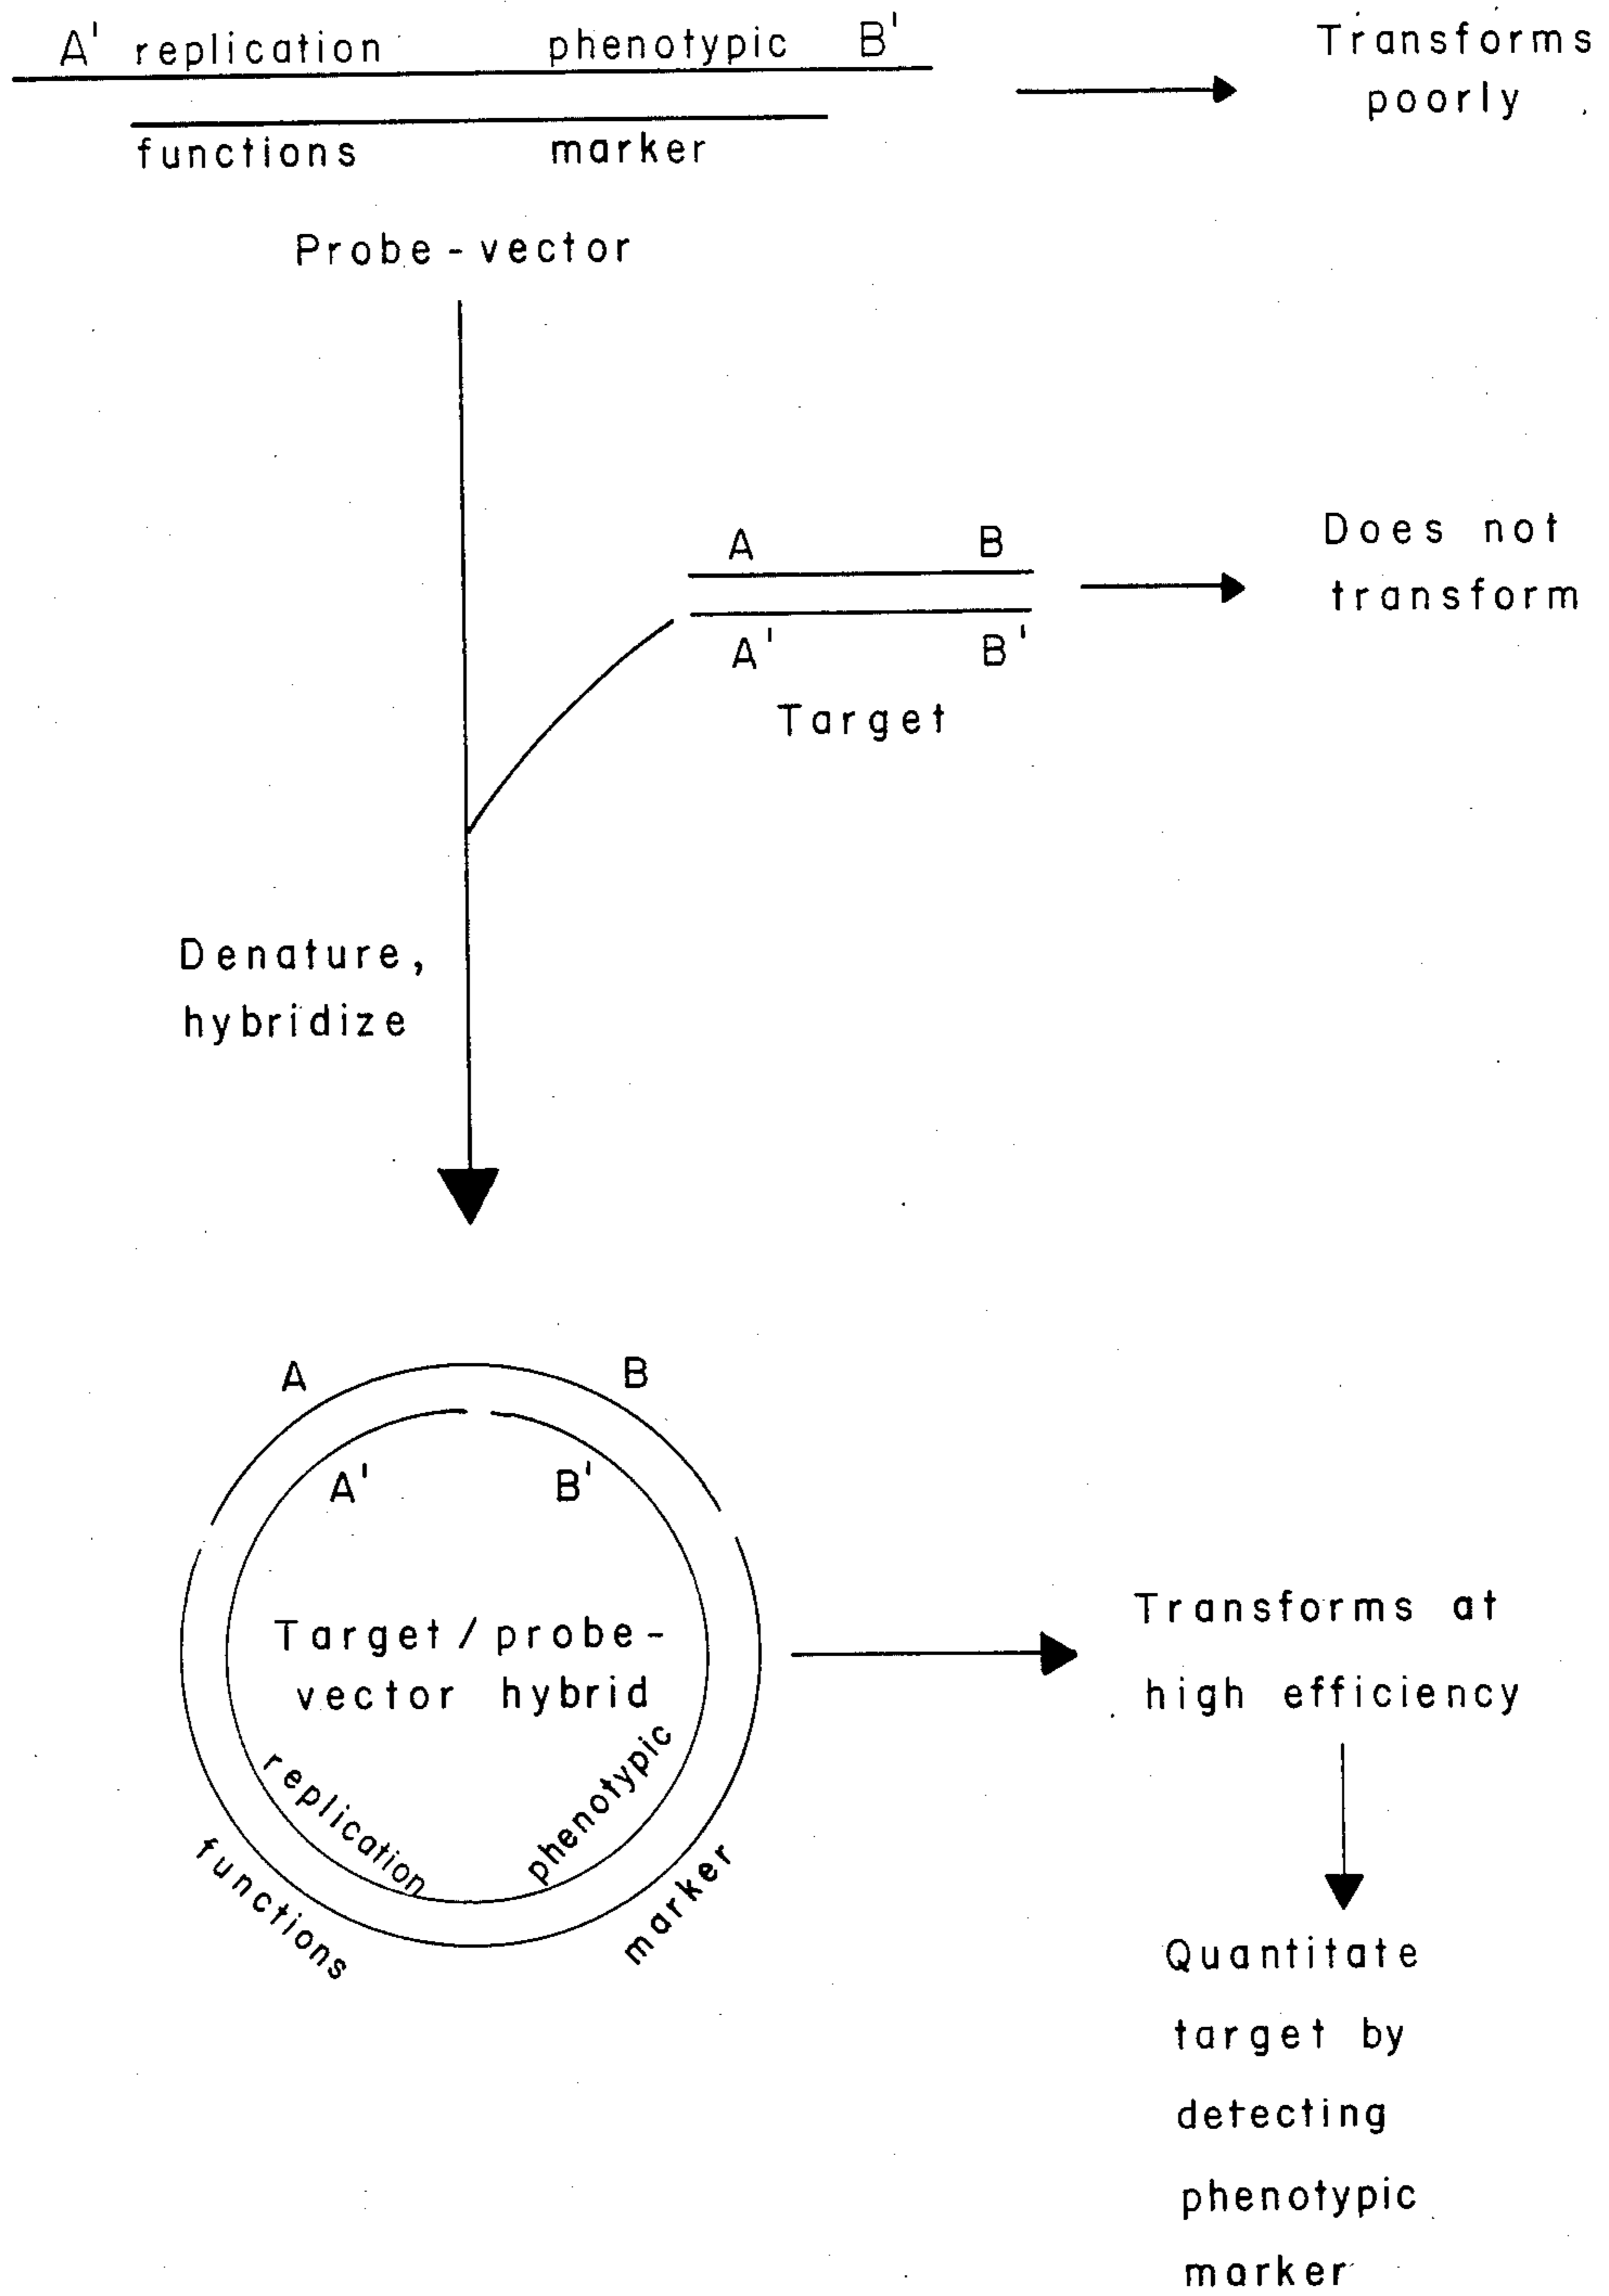 A' replication phenotypic B'
functions marker
Probe-vector
Transforms
poorly
A B
A' B'
Target
Does not
transform
Denature,
hybridize
A B
A' B'
Target/probe-
vector hybrid
replication phenotypic
functions marker
Transforms at
high efficiency
Quantitate
target by
detecting
phenotypic
marker